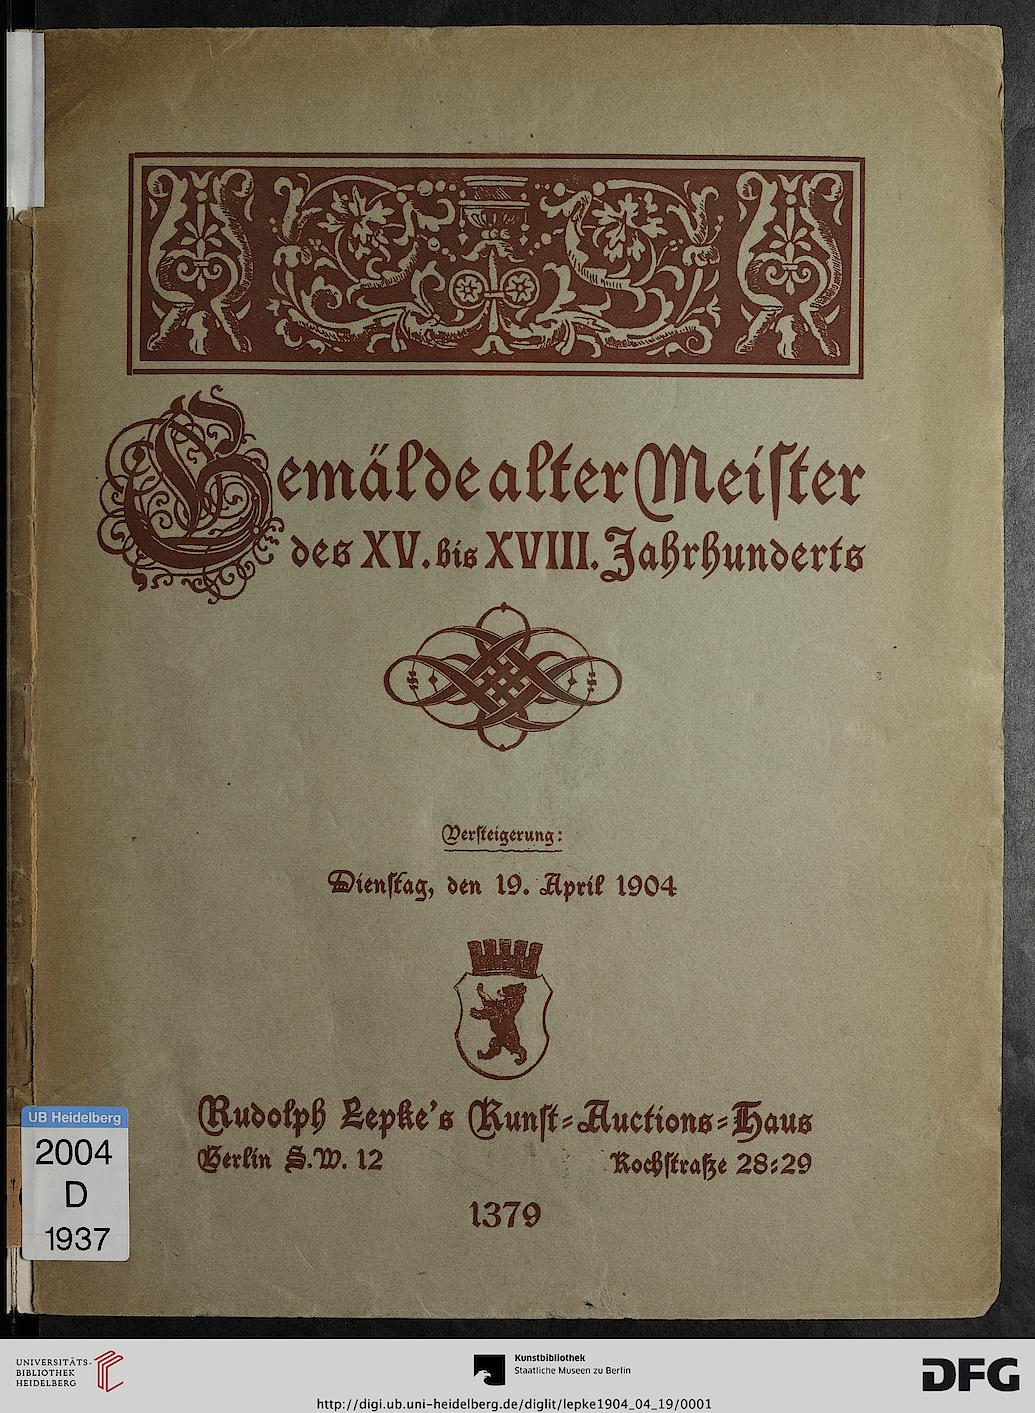 Gemälde alter Meiſter
des XV. bis XVIII. Jahrhunderts
Verſteigerung:
Dienſtag, den 19. April 1904
Rudolph Lepke's Kunſt-Auctions-Haus
Berlin S.W. 12 Kochſtraße 28-29
1379
UB Heidelberg
2004
D
1937
UNIVERSITÄTS-
BIBLIOTHEK
HEIDELBERG
Kunstbibliothek
Staatliche Museen zu Berlin
DFG
http://digi.ub.uni-heidelberg.de/diglit/lepke1904_04_19/0001